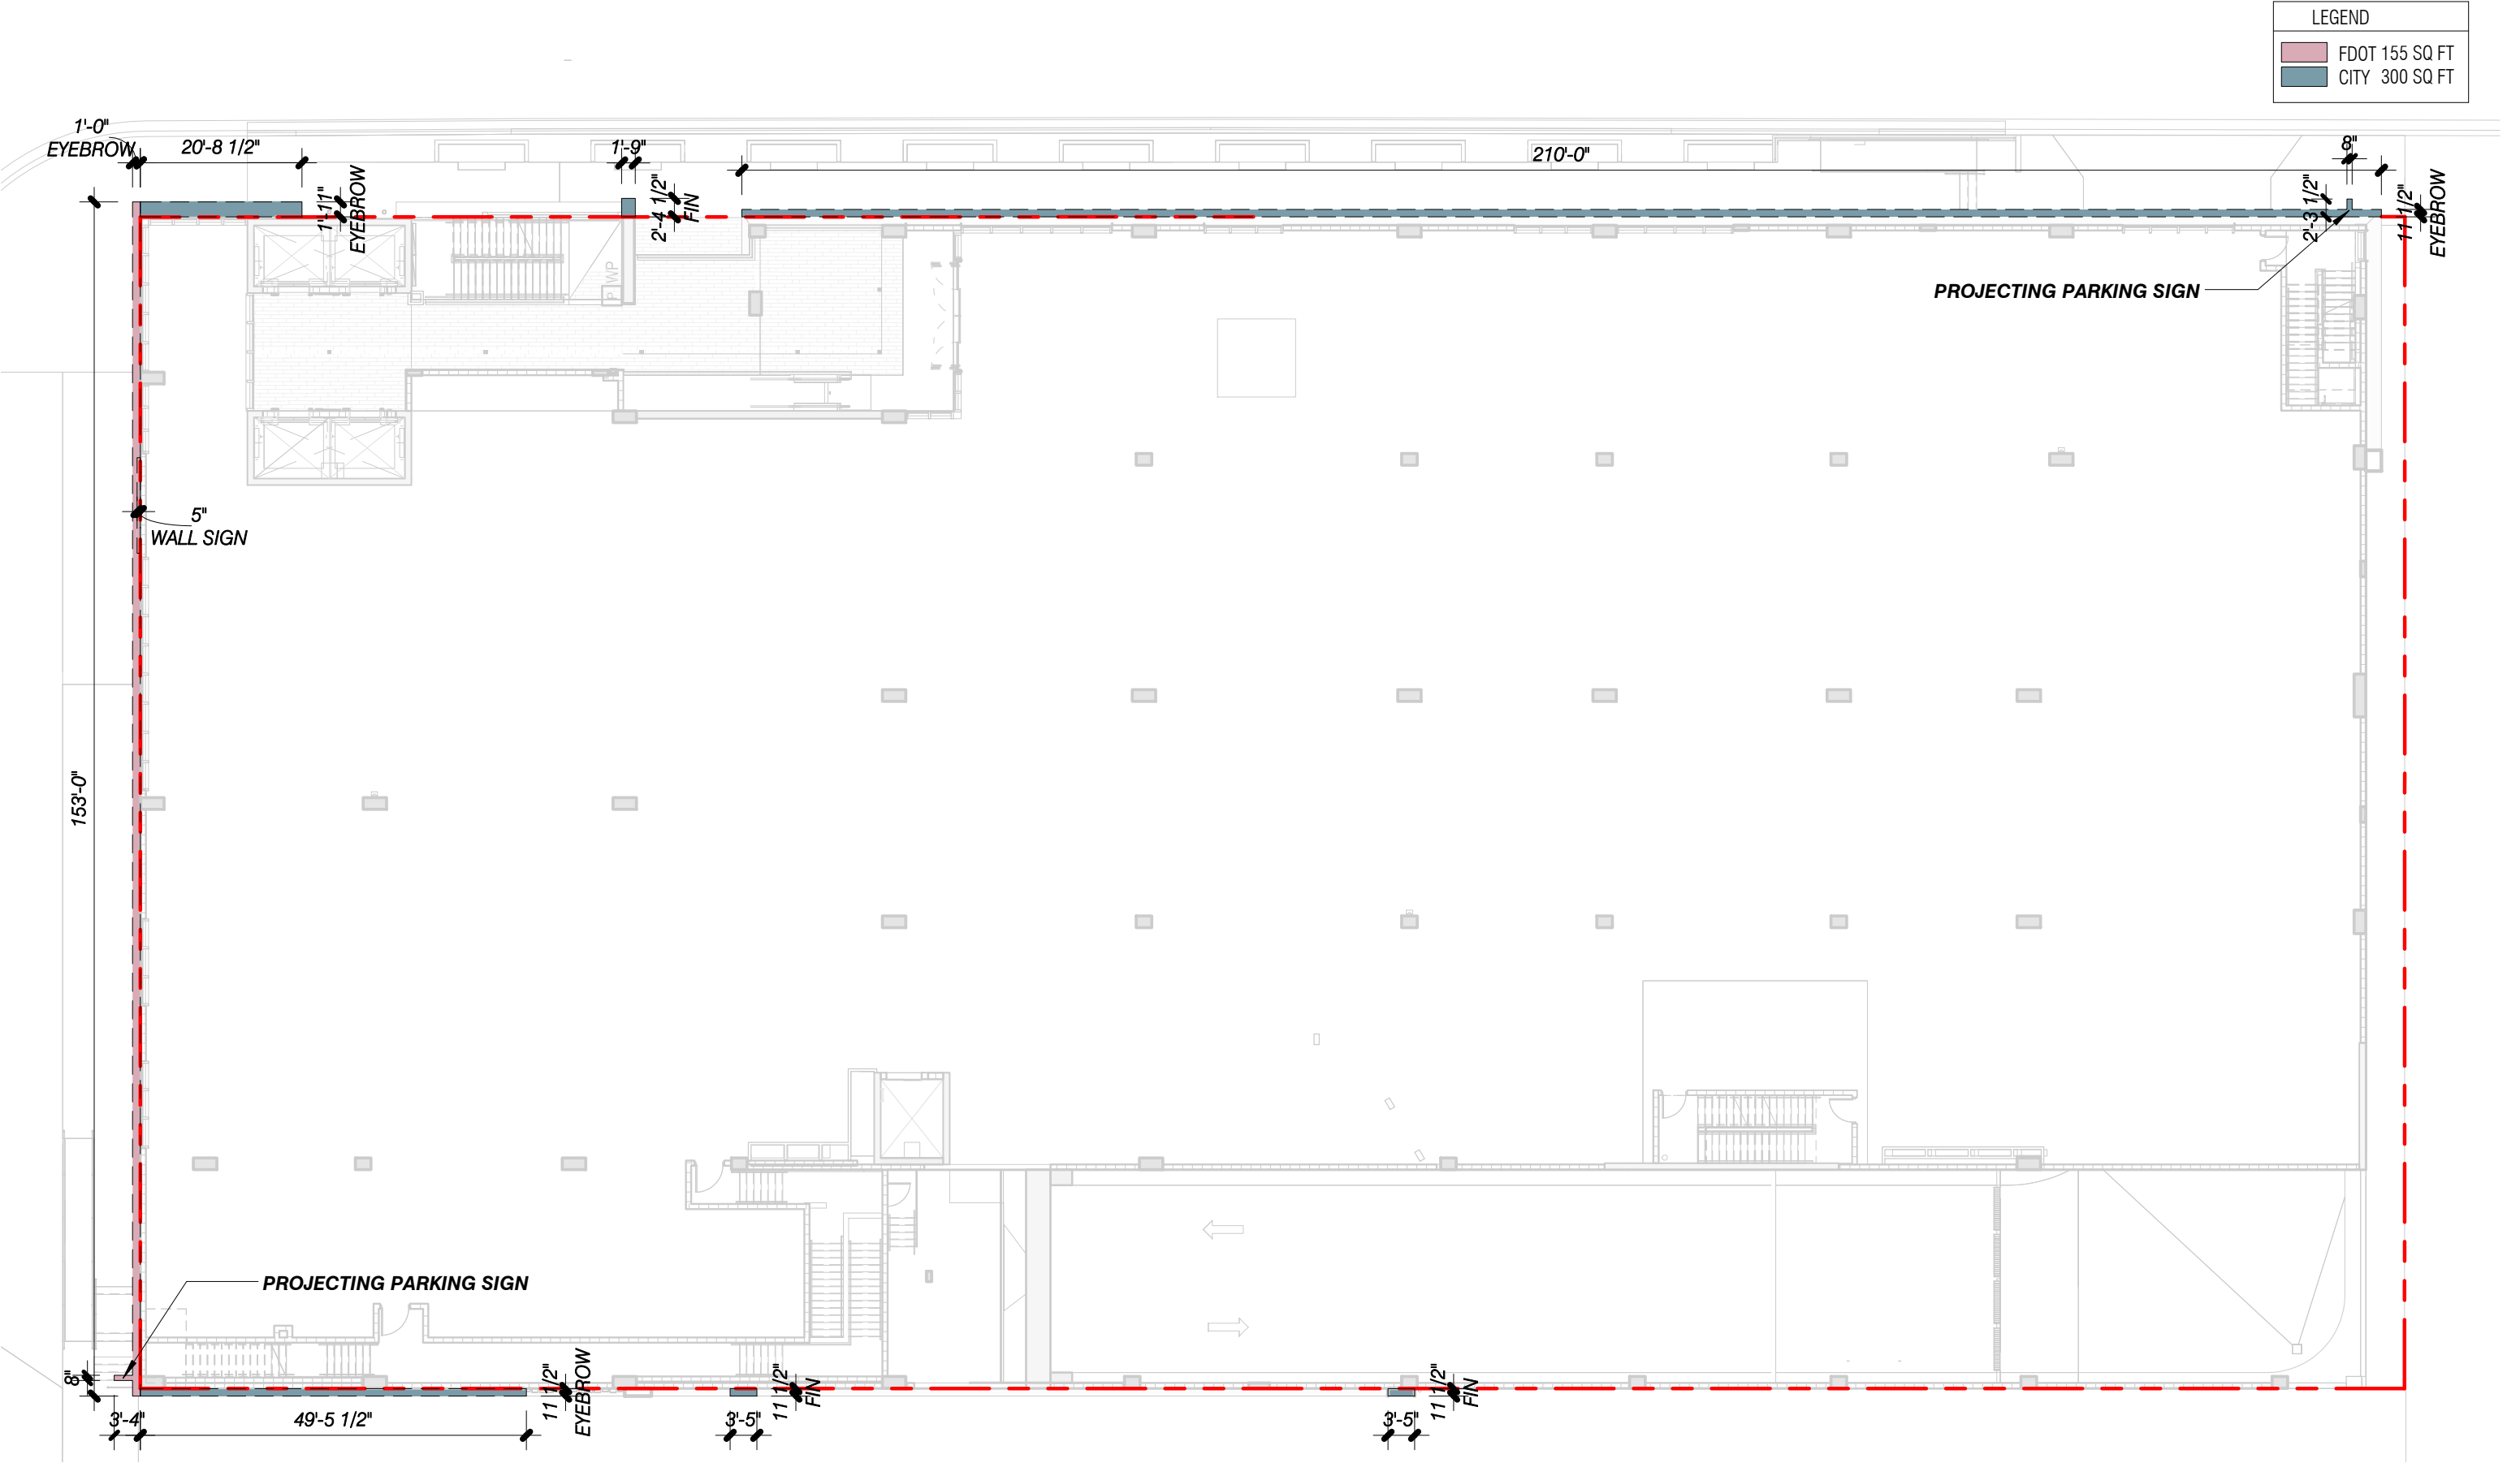 LEGEND
FDOT 155 SQ FT
CITY 300 SQ FT
1'-0"
EYEBROW
20'-8 1/2"
1'-11"
EYEBROW
1'-9"
2'-4 1/2"
FIN
210'-0"
8"
2'-3 1/2"
11 1/2"
EYEBROW
PROJECTING PARKING SIGN
WP
5"
WALL SIGN
153'-0"
PROJECTING PARKING SIGN
8"
3'-4"
49'-5 1/2"
11 1/2"
EYEBROW
3'-5"
11 1/2"
FIN
3'-5"
11 1/2"
FIN